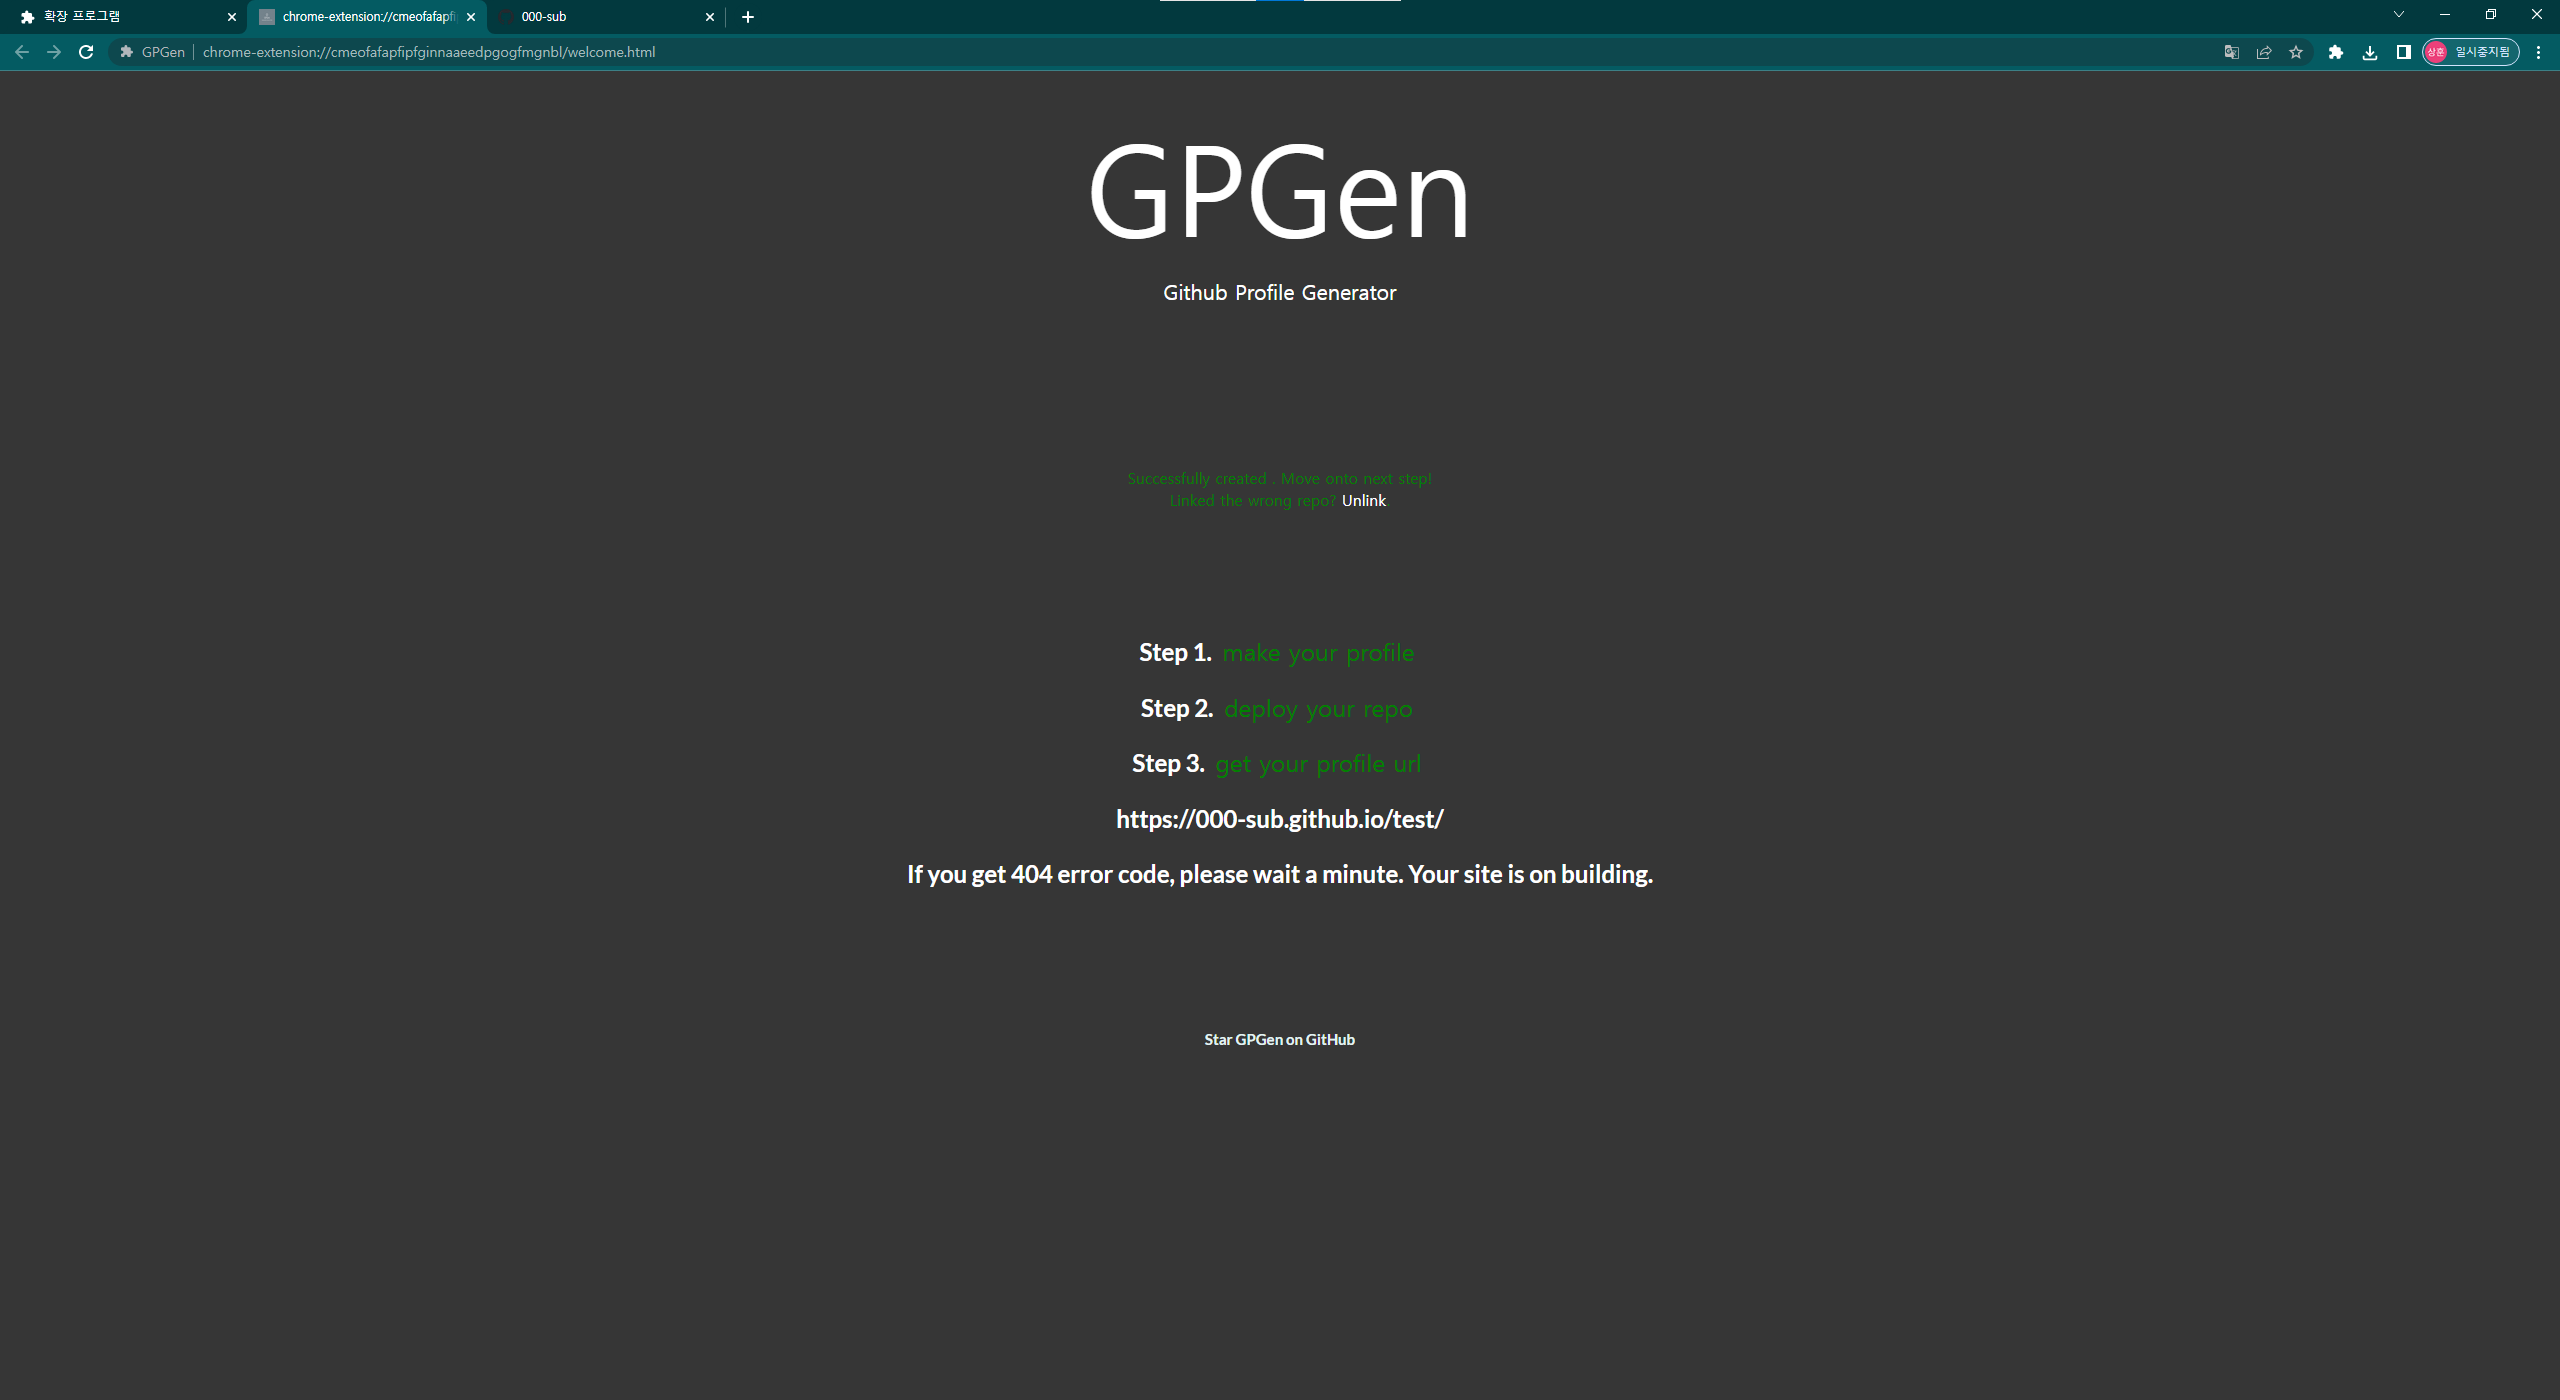 확장 프로그램
chrome-extension://cmeofafapfi
000-sub
GPGen
chrome-extension://cmeofafapfipfginnaaeedpgogfmgnbl/welcome.html
상훈
일시중지됨
GPGen
Github Profile Generator
Successfully created . Move onto next step!
Linked the wrong repo? Unlink.
Step 1. make your profile
Step 2. deploy your repo
Step 3. get your profile url
https://000-sub.github.io/test/
If you get 404 error code, please wait a minute. Your site is on building.
Star GPGen on GitHub